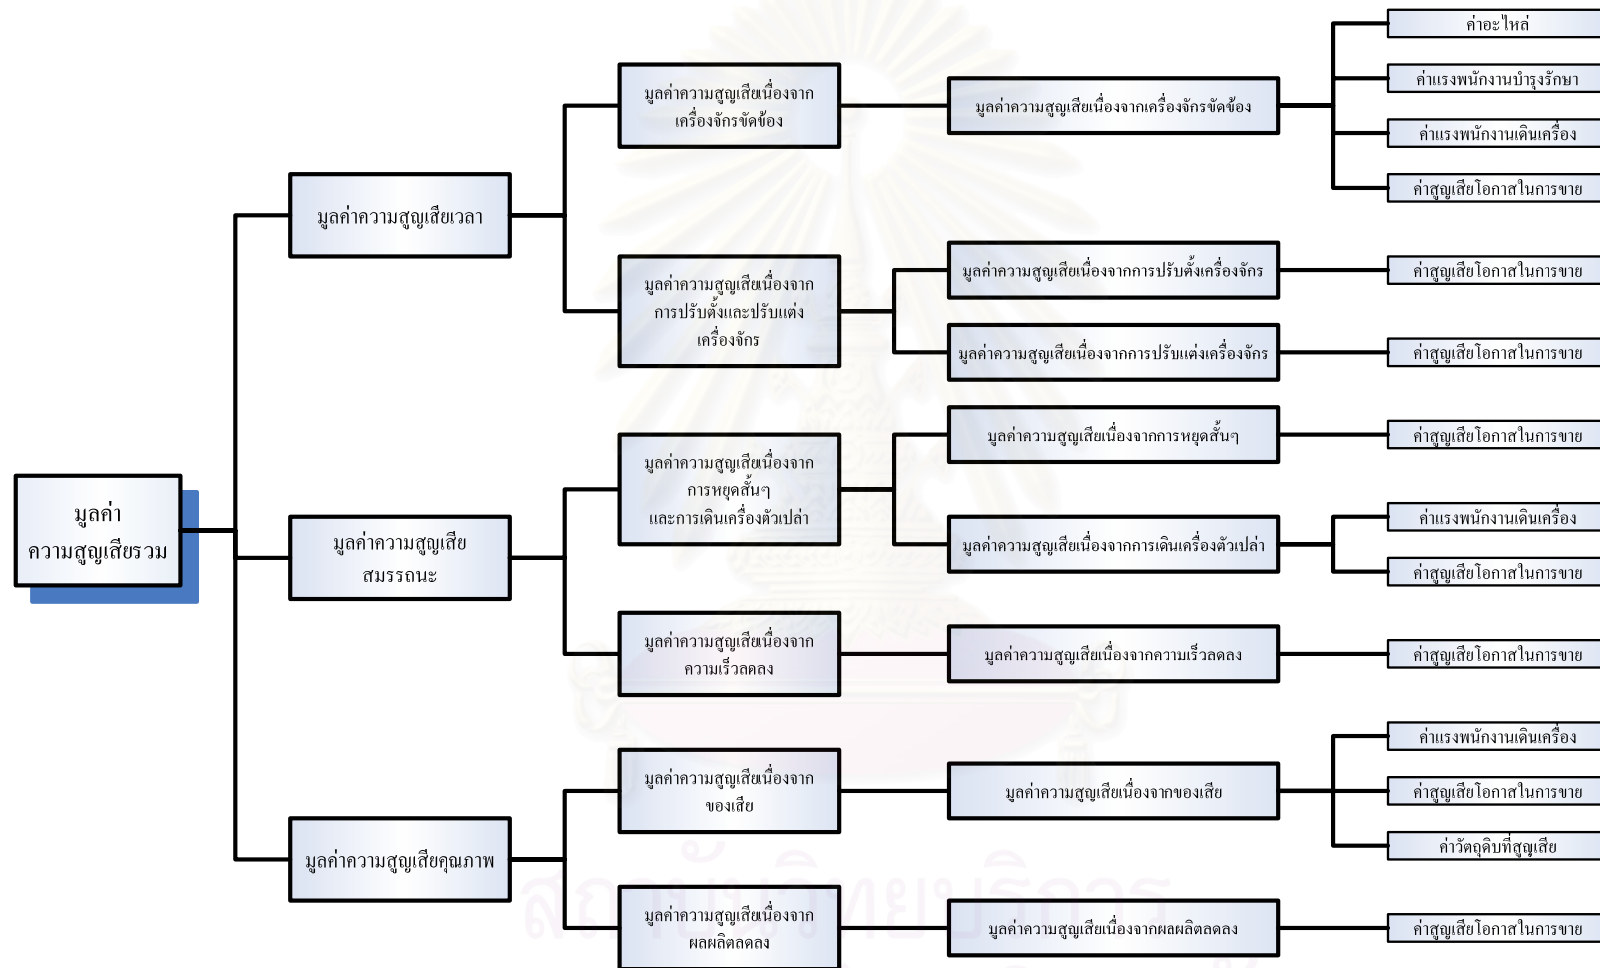 มูลค่า
ความสูญเสียรวม
มูลค่าความสูญเสียเวลา
มูลค่าความสูญเสียเนื่องจาก
เครื่องจักรขัดข้อง
มูลค่าความสูญเสียเนื่องจากเครื่องจักรขัดข้อง
ค่าอะไหล่
ค่าแรงพนักงานบำรุงรักษา
ค่าแรงพนักงานเดินเครื่อง
ค่าสูญเสียโอกาสในการขาย
มูลค่าความสูญเสียเนื่องจาก
การปรับตั้งและปรับแต่ง
เครื่องจักร
มูลค่าความสูญเสียเนื่องจากการปรับตั้งเครื่องจักร
ค่าสูญเสียโอกาสในการขาย
มูลค่าความสูญเสียเนื่องจากการปรับแต่งเครื่องจักร
ค่าสูญเสียโอกาสในการขาย
มูลค่าความสูญเสีย
สมรรถนะ
มูลค่าความสูญเสียเนื่องจาก
การหยุดสั้นๆ
และการเดินเครื่องตัวเปล่า
มูลค่าความสูญเสียเนื่องจากการหยุดสั้นๆ
ค่าสูญเสียโอกาสในการขาย
มูลค่าความสูญเสียเนื่องจากการเดินเครื่องตัวเปล่า
ค่าแรงพนักงานเดินเครื่อง
ค่าสูญเสียโอกาสในการขาย
มูลค่าความสูญเสียเนื่องจาก
ความเร็วลดลง
มูลค่าความสูญเสียเนื่องจากความเร็วลดลง
ค่าสูญเสียโอกาสในการขาย
มูลค่าความสูญเสียคุณภาพ
มูลค่าความสูญเสียเนื่องจาก
ของเสีย
มูลค่าความสูญเสียเนื่องจากของเสีย
ค่าแรงพนักงานเดินเครื่อง
ค่าสูญเสียโอกาสในการขาย
ค่าวัตถุดิบที่สูญเสีย
มูลค่าความสูญเสียเนื่องจาก
ผลผลิตลดลง
มูลค่าความสูญเสียเนื่องจากผลผลิตลดลง
ค่าสูญเสียโอกาสในการขาย
สถาบันวิทยบริการ